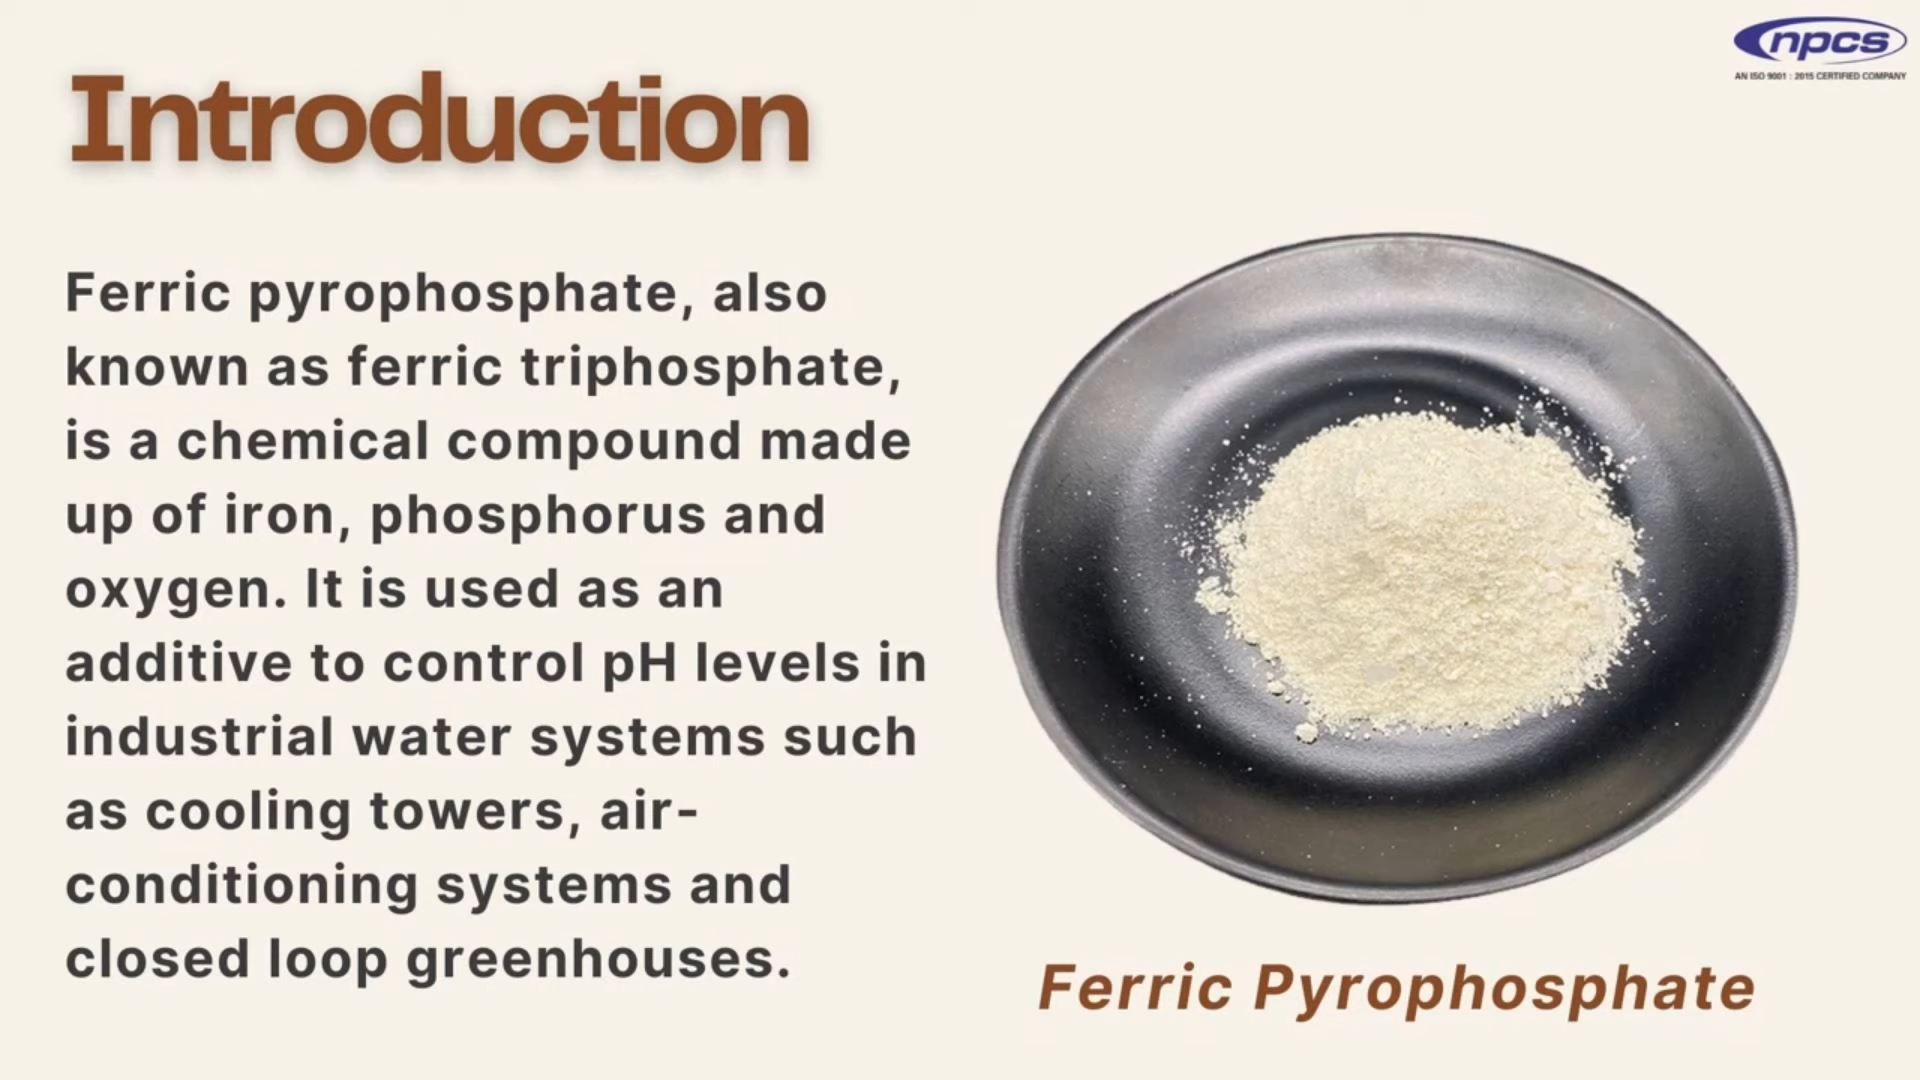 npcs
AN ISO 9001 : 2015 CERTIFIED COMPANY
Introduction
Ferric pyrophosphate, also
known as ferric triphosphate,
is a chemical compound made
up of iron, phosphorus and
oxygen. It is used as an
additive to control pH levels in
industrial water systems such
as cooling towers, air-
conditioning systems and
closed loop greenhouses.
Ferric Pyrophosphate